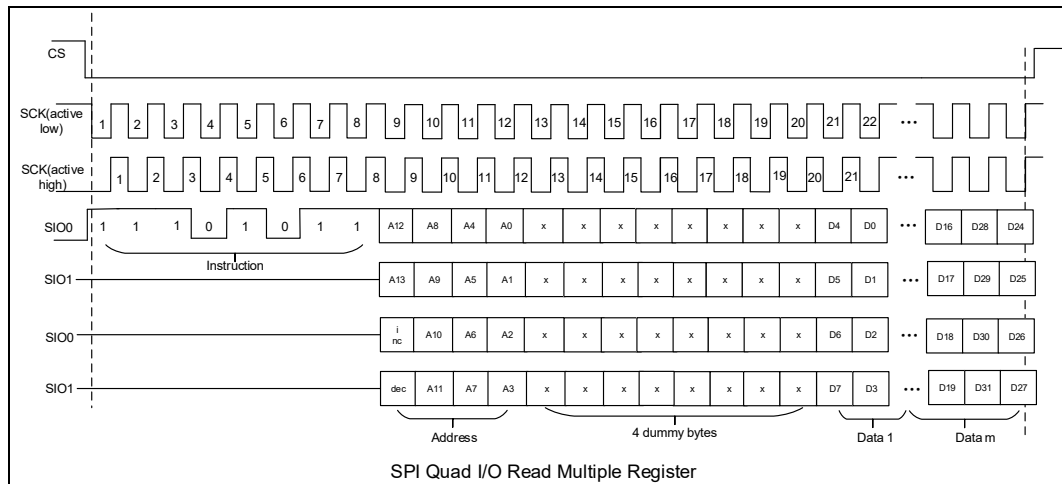 CS
SCK(active low)
1 2 3 4 5 6 7 8 9 10 11 12 13 14 15 16 17 18 19 20 21 22 •••
SCK(active high)
1 2 3 4 5 6 7 8 9 10 11 12 13 14 15 16 17 18 19 20 21 •••
SIO0 1 1 1 0 1 0 1 1 A12 A8 A4 A0 x x x x x x x x D4 D0 ••• D16 D28 D24
Instruction
SIO1 A13 A9 A5 A1 x x x x x x x x D5 D1 ••• D17 D29 D25
SIO0 i nc A10 A6 A2 x x x x x x x x D6 D2 ••• D18 D30 D26
SIO1 dec A11 A7 A3 x x x x x x x x D7 D3 ••• D19 D31 D27
Address 4 dummy bytes Data 1 Data m
SPI Quad I/O Read Multiple Register